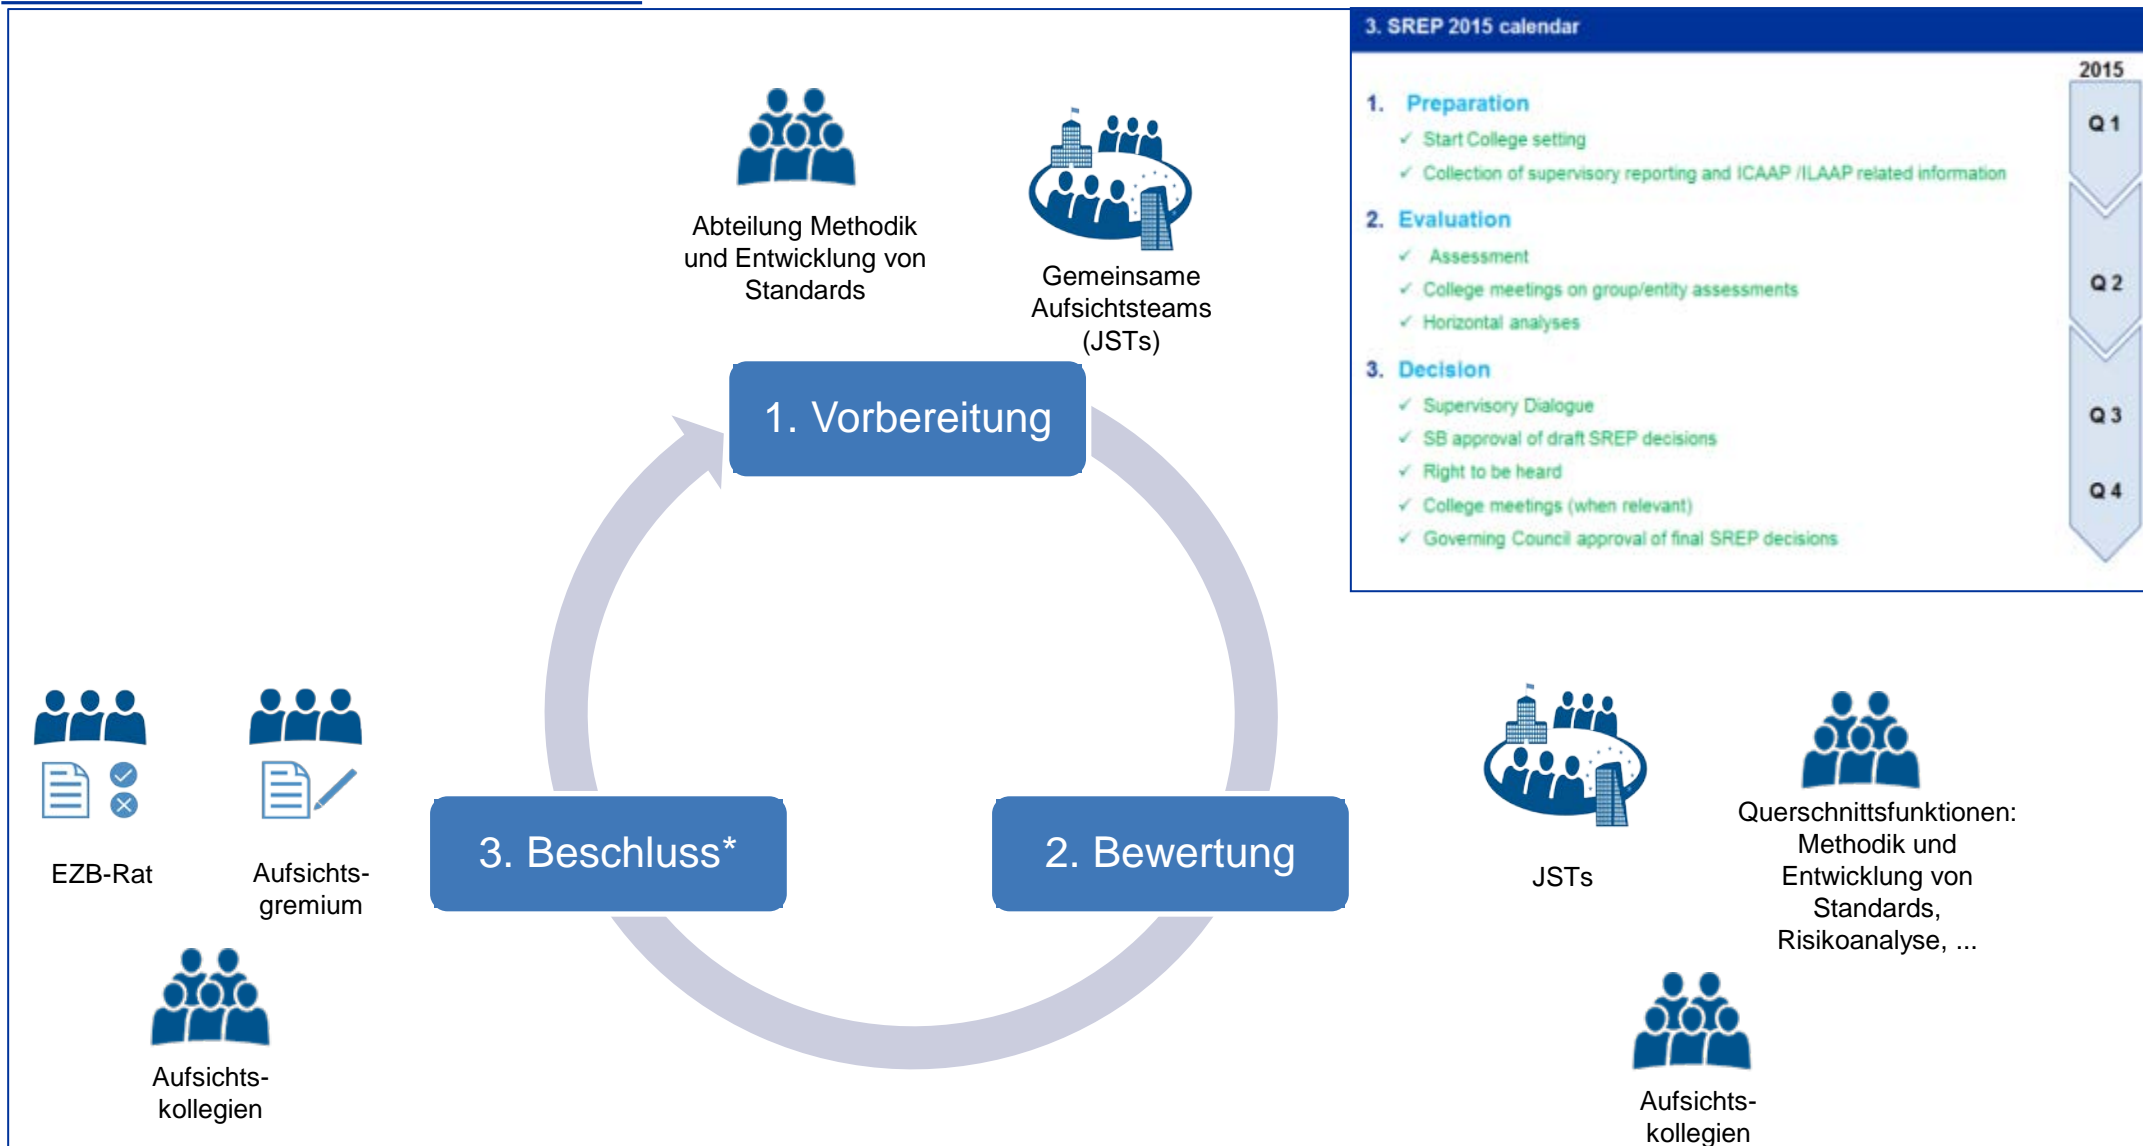 3. SREP 2015 calendar
2015
1. Preparation
✓ Start College setting
✓ Collection of supervisory reporting and ICAAP /ILAAP related information
Q 1
2. Evaluation
✓ Assessment
✓ College meetings on group/entity assessments
✓ Horizontal analyses
Q 2
3. Decision
✓ Supervisory Dialogue
✓ SB approval of draft SREP decisions
✓ Right to be heard
✓ College meetings (when relevant)
✓ Governing Council approval of final SREP decisions
Q 3
Q 4
Abteilung Methodik
und Entwicklung von
Standards
Gemeinsame
Aufsichtsteams
(JSTs)
1. Vorbereitung
2. Bewertung
JSTs
Querschnittsfunktionen:
Methodik und
Entwicklung von
Standards,
Risikoanalyse, ...
Aufsichts-
kollegien
3. Beschluss*
EZB-Rat
Aufsichts-
gremium
Aufsichts-
kollegien